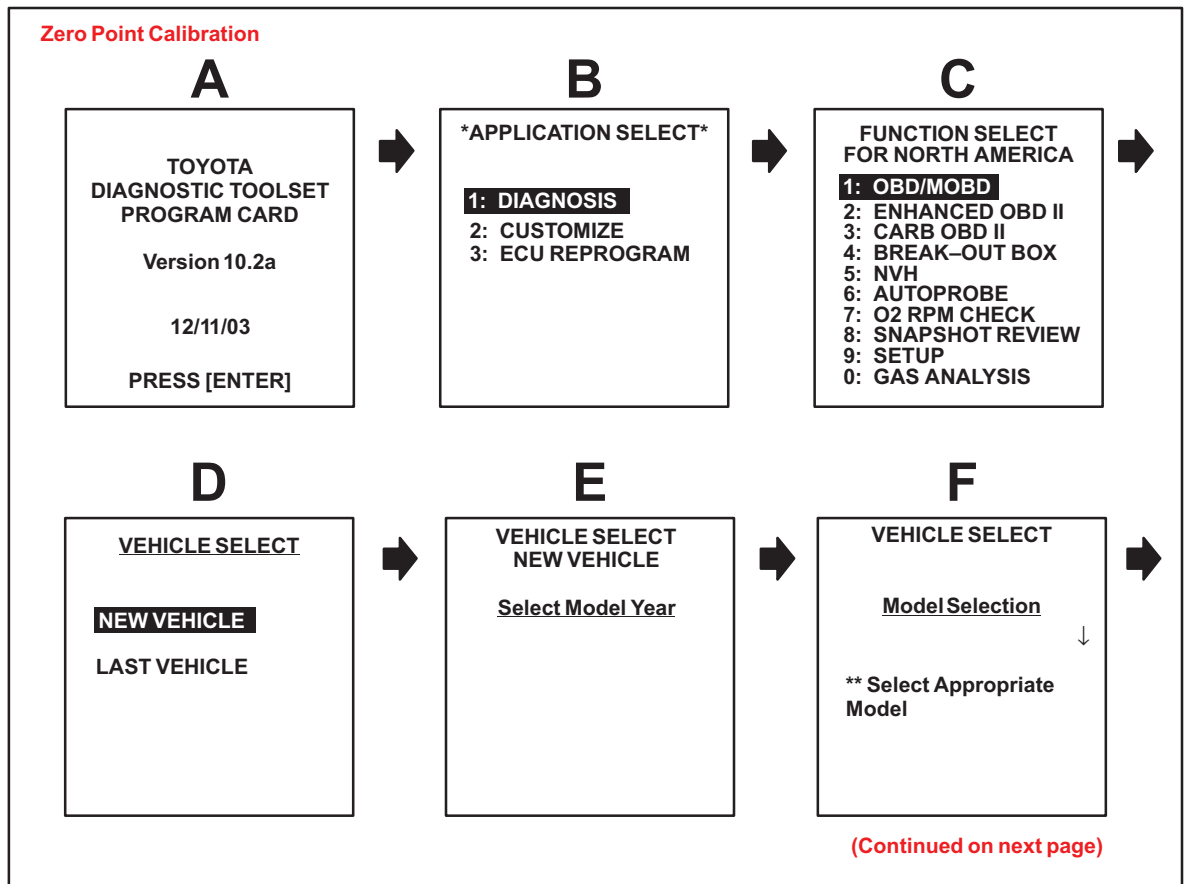 Zero Point Calibration
A
TOYOTA
DIAGNOSTIC TOOLSET
PROGRAM CARD
Version 10.2a
12/11/03
PRESS [ENTER]
B
*APPLICATION SELECT*
1: DIAGNOSIS
2: CUSTOMIZE
3: ECU REPROGRAM
C
FUNCTION SELECT
FOR NORTH AMERICA
1: OBD/MOBD
2: ENHANCED OBD II
3: CARB OBD II
4: BREAK–OUT BOX
5: NVH
6: AUTOPROBE
7: O2 RPM CHECK
8: SNAPSHOT REVIEW
9: SETUP
0: GAS ANALYSIS
D
VEHICLE SELECT
NEW VEHICLE
LAST VEHICLE
E
VEHICLE SELECT
NEW VEHICLE
Select Model Year
F
VEHICLE SELECT
Model Selection
↓
** Select Appropriate
Model
(Continued on next page)